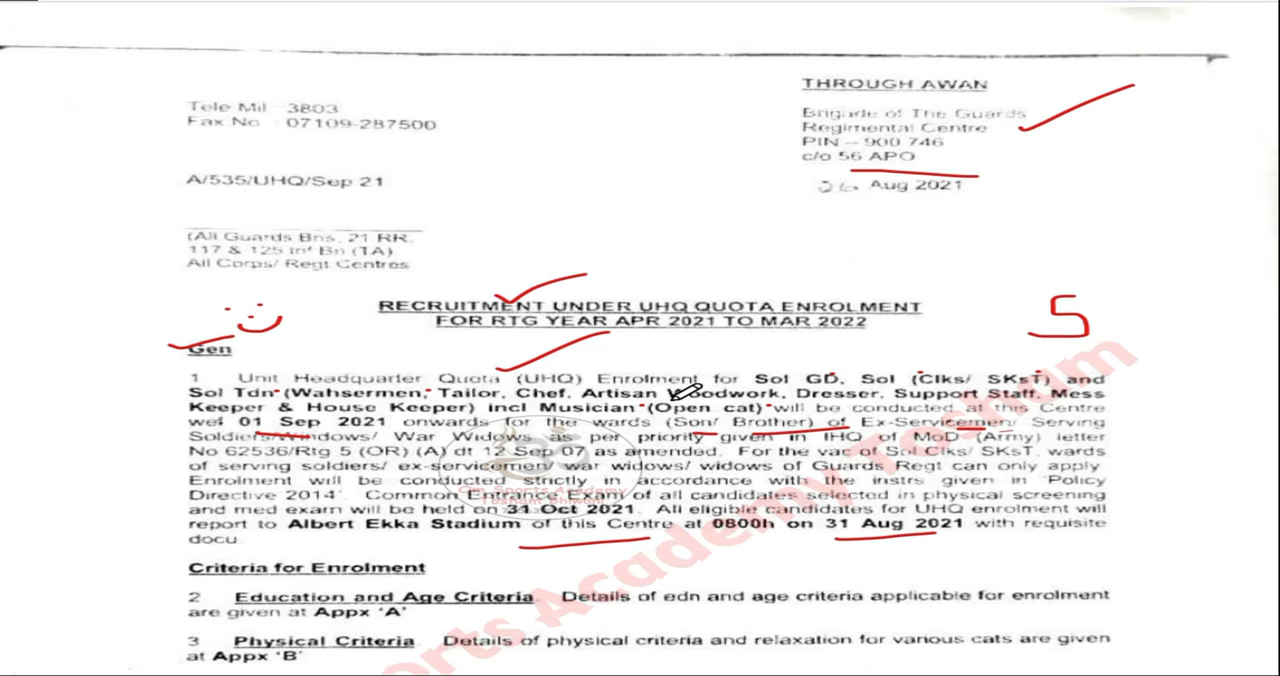 THROUGH AWAN
Tele Mil : 3803
Fax No : 07109-287500
Brigade of The Guards
Regimental Centre
PIN – 900 746
c/o 56 APO
A/535/UHQ/Sep 21
26 Aug 2021
(All Guards Bns, 21 RR,
117 & 125 Inf Bn (TA)
All Corps/ Regt Centres
RECRUITMENT UNDER UHQ QUOTA ENROLMENT
FOR RTG YEAR APR 2021 TO MAR 2022
5
Gen
1 Unit Headquarter Quota (UHQ) Enrolment for Sol GD, Sol (Clks/ SKsT) and
Sol Tdn (Wahsermen, Tailor, Chef, Artisan Woodwork, Dresser, Support Staff, Mess
Keeper & House Keeper) incl Musician (Open cat) will be conducted at this Centre
wef 01 Sep 2021 onwards for the wards (Son/ Brother) of Ex-Servicemen/ Serving
Soldiers/Windows/ War Widows as per priority given in IHQ of MoD (Army) letter
No 62536/Rtg 5 (OR) (A) dt 12 Sep 07 as amended. For the vac of Sol Clks/ SKsT, wards
of serving soldiers/ ex-servicemen/ war widows/ widows of Guards Regt can only apply.
Enrolment will be conducted strictly in accordance with the instrs given in 'Policy
Directive 2014'. Common Entrance Exam of all candidates selected in physical screening
and med exam will be held on 31 Oct 2021. All eligible candidates for UHQ enrolment will
report to Albert Ekka Stadium of this Centre at 0800h on 31 Aug 2021 with requisite
docu.
Criteria for Enrolment
2 Education and Age Criteria. Details of edn and age criteria applicable for enrolment
are given at Appx 'A'
3 Physical Criteria. Details of physical criteria and relaxation for various cats are given
at Appx 'B'
Om Sports Academy Tosham Bhiwani
orts Academy Tosham